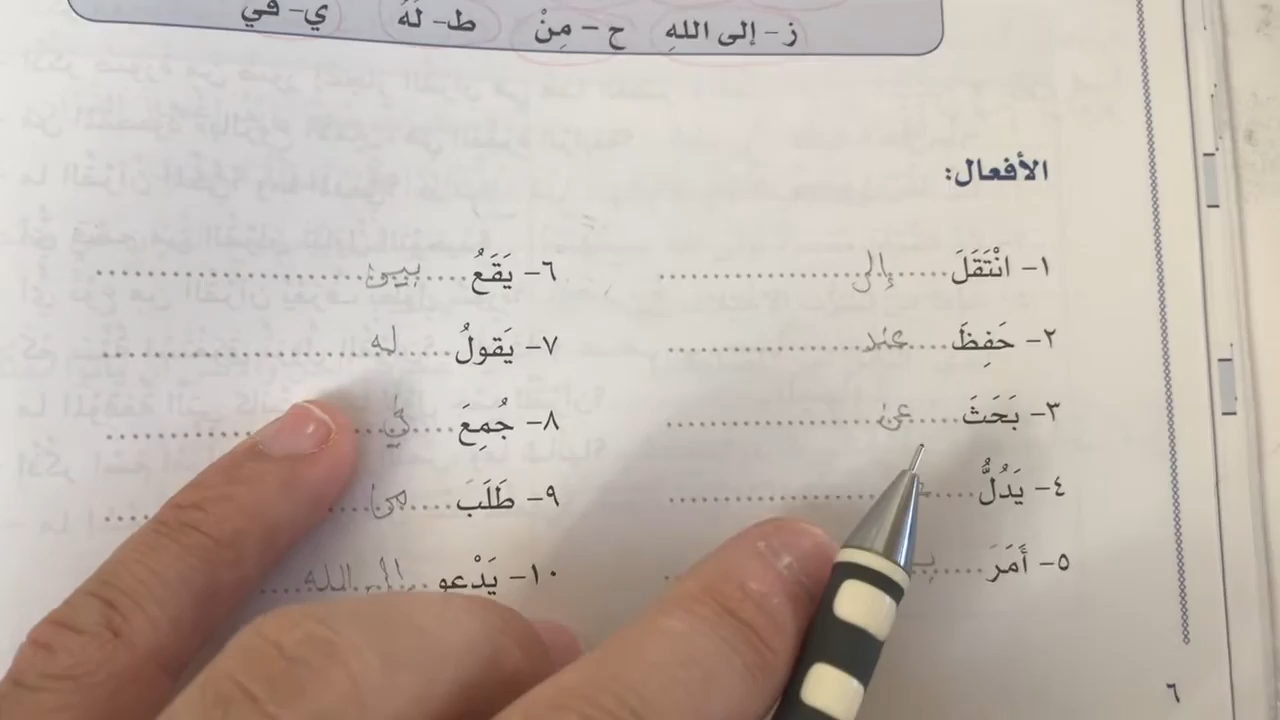 ز- إلى اللهِ ح - مِنْ ط- لَهُ ي- في
الأفعال:
١- انْتَقَلَ......إلى......
٢- حَفِظَ......عند......
٣- بَحَثَ......عن......
٤- يَدُلُّ......
٥- أَمَرَ......بـ
٦- يَقَعُ......بين......
٧- يَقولُ......له......
٨- جُمِعَ......في......
٩- طَلَبَ......من......
١٠- يَدْعو......إلى الله......
٦